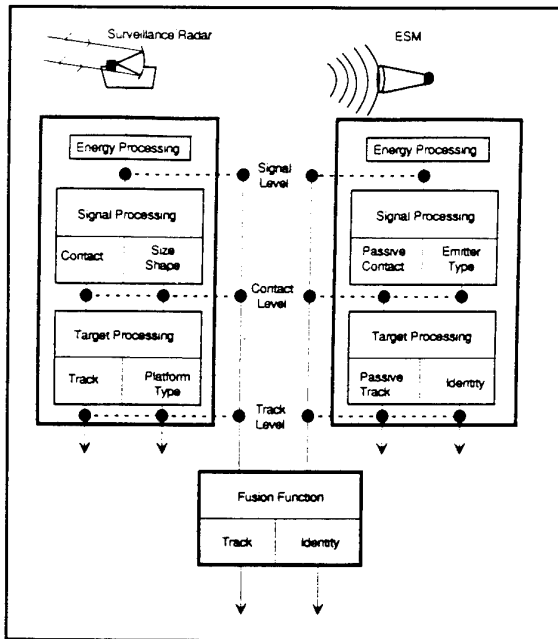 Surveillance Radar
ESM
Energy Processing
Energy Processing
Signal
Level
Signal Processing
Signal Processing
Contact
Size
Shape
Passive
Contact
Emitter
Type
Contact
Level
Target Processing
Target Processing
Track
Platform
Type
Passive
Track
Identity
Track
Level
Fusion Function
Track
Identity